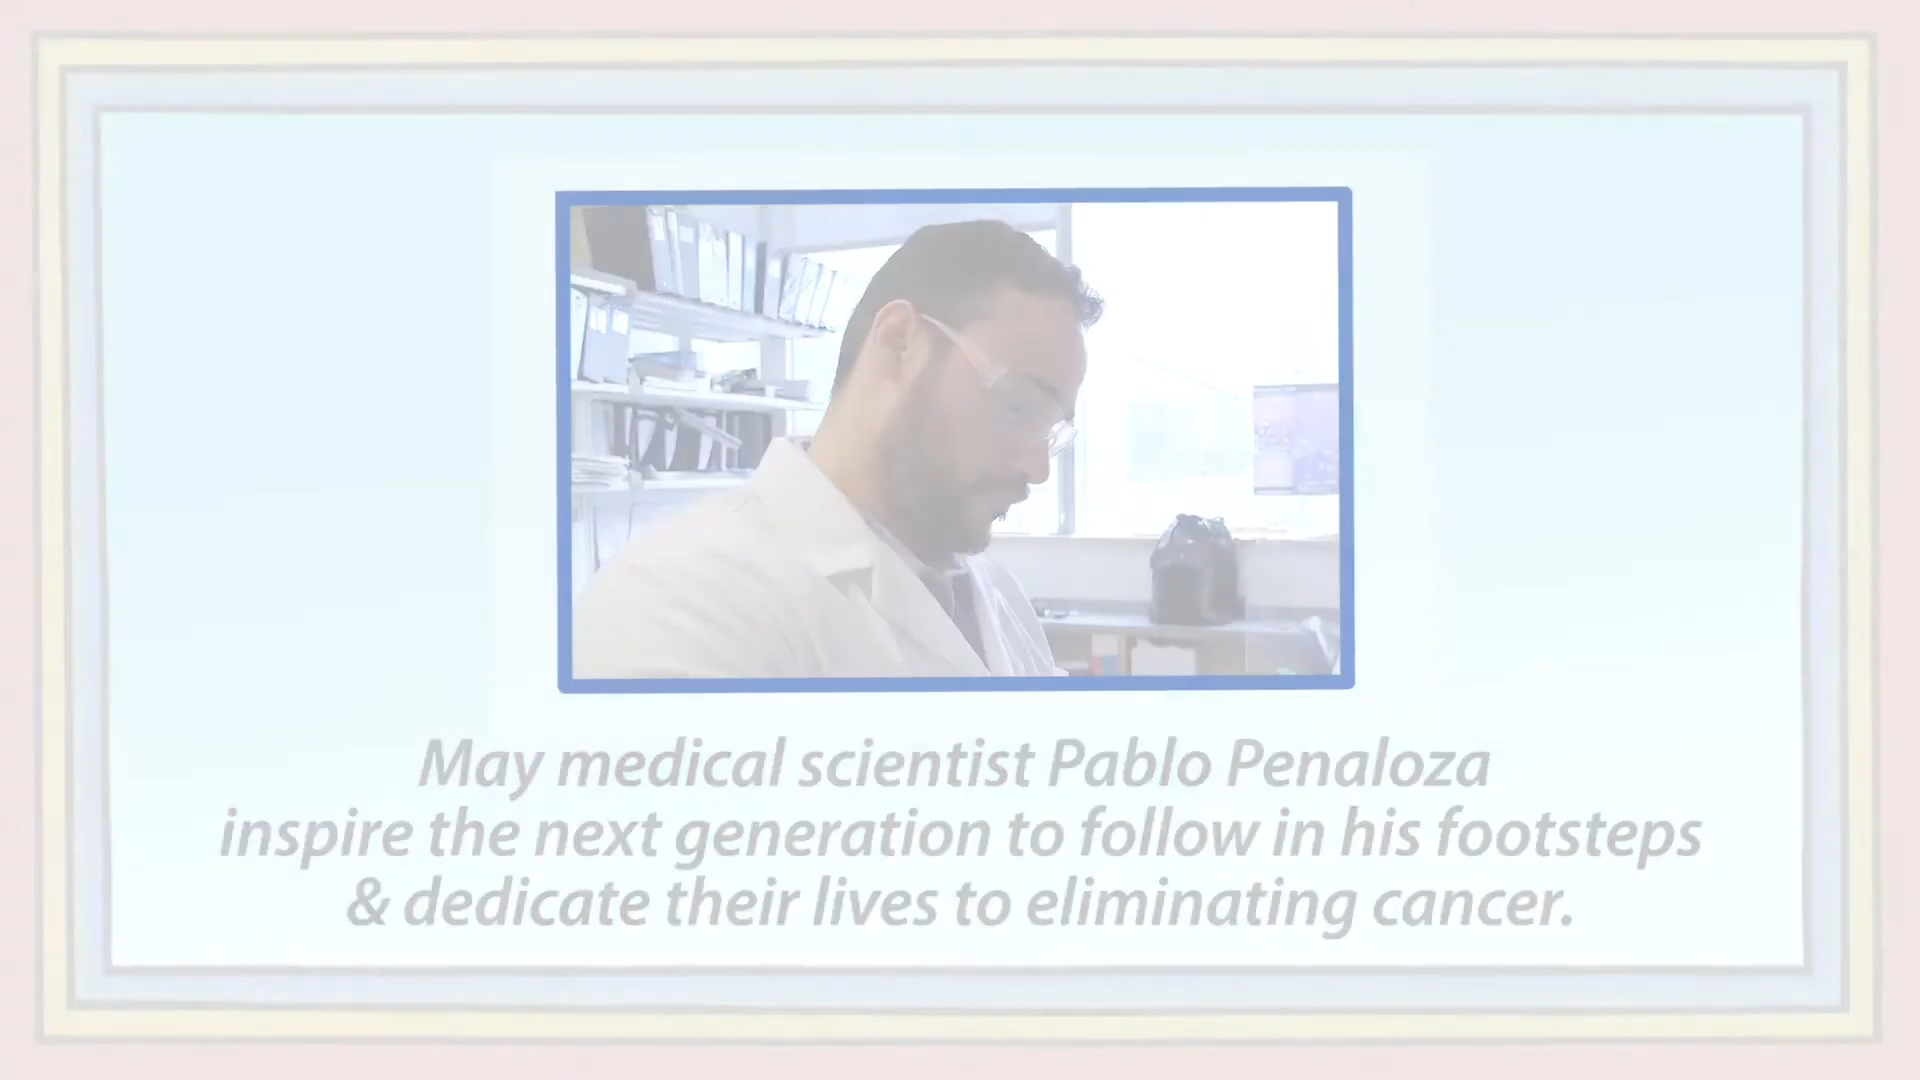 May medical scientist Pablo Penaloza
inspire the next generation to follow in his footsteps
& dedicate their lives to eliminating cancer.